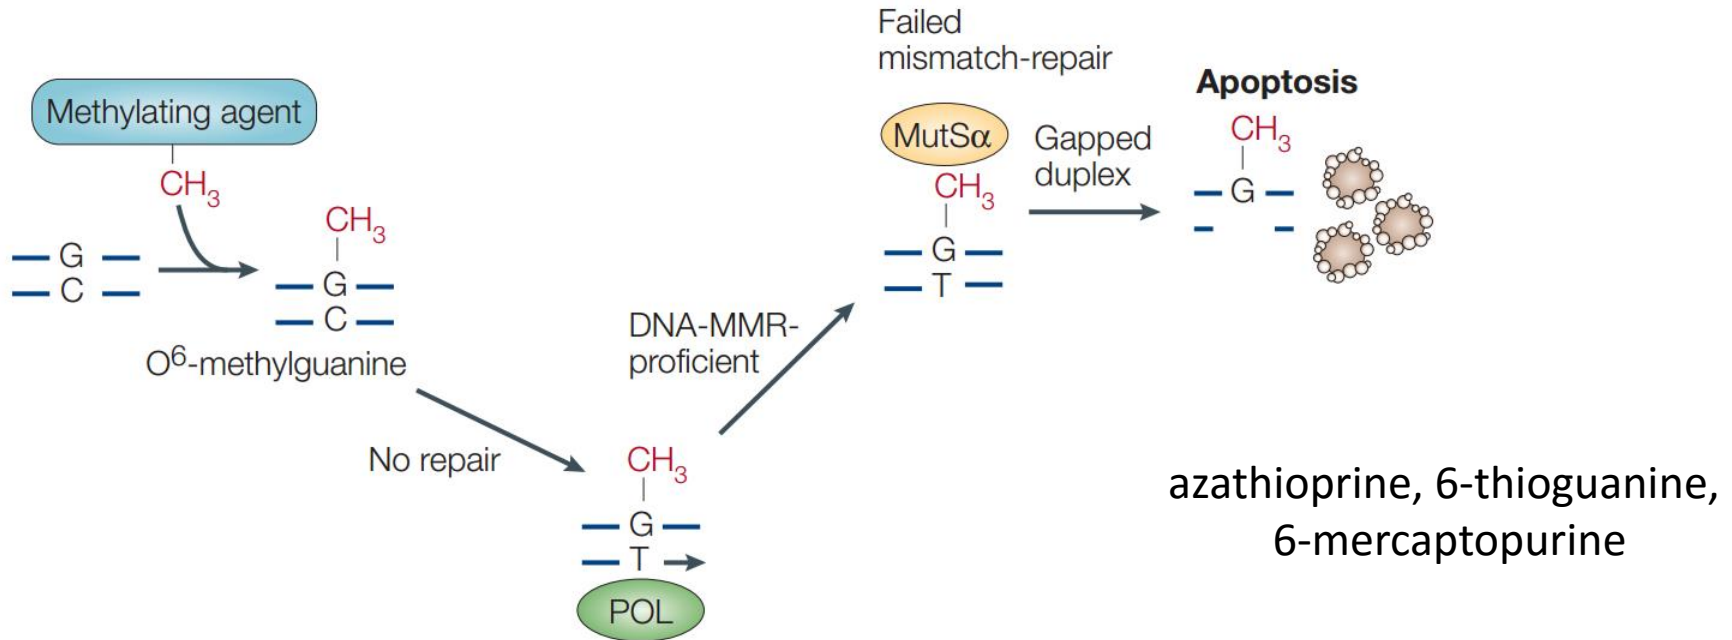 Methylating agent
CH₃
G
C
CH₃
G
C
O⁶-methylguanine
No repair
CH₃
G
T
POL
DNA-MMR-
proficient
Failed
mismatch-repair
MutSα
CH₃
G
T
Gapped
duplex
Apoptosis
CH₃
G
azathioprine, 6-thioguanine,
6-mercaptopurine